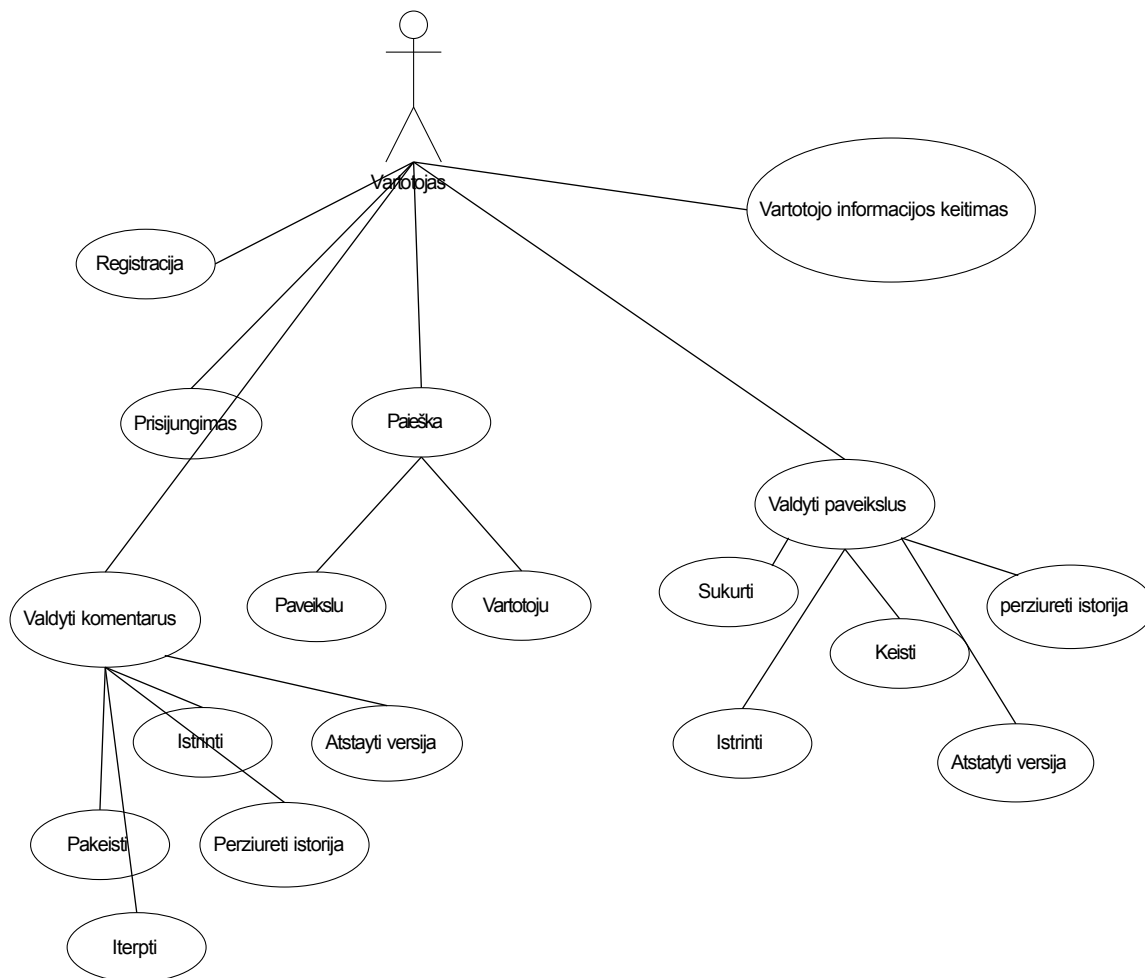 Vartotojas
Vartotojo informacijos keitimas
Registracija
Prisijungimas
Paieška
Valdyti paveikslus
Sukurti
perziureti istorija
Paveikslu
Vartotoju
Valdyti komentarus
Keisti
Istrinti
Atstayti versija
Istrinti
Atstatyti versija
Pakeisti
Perziureti istorija
Iterpti